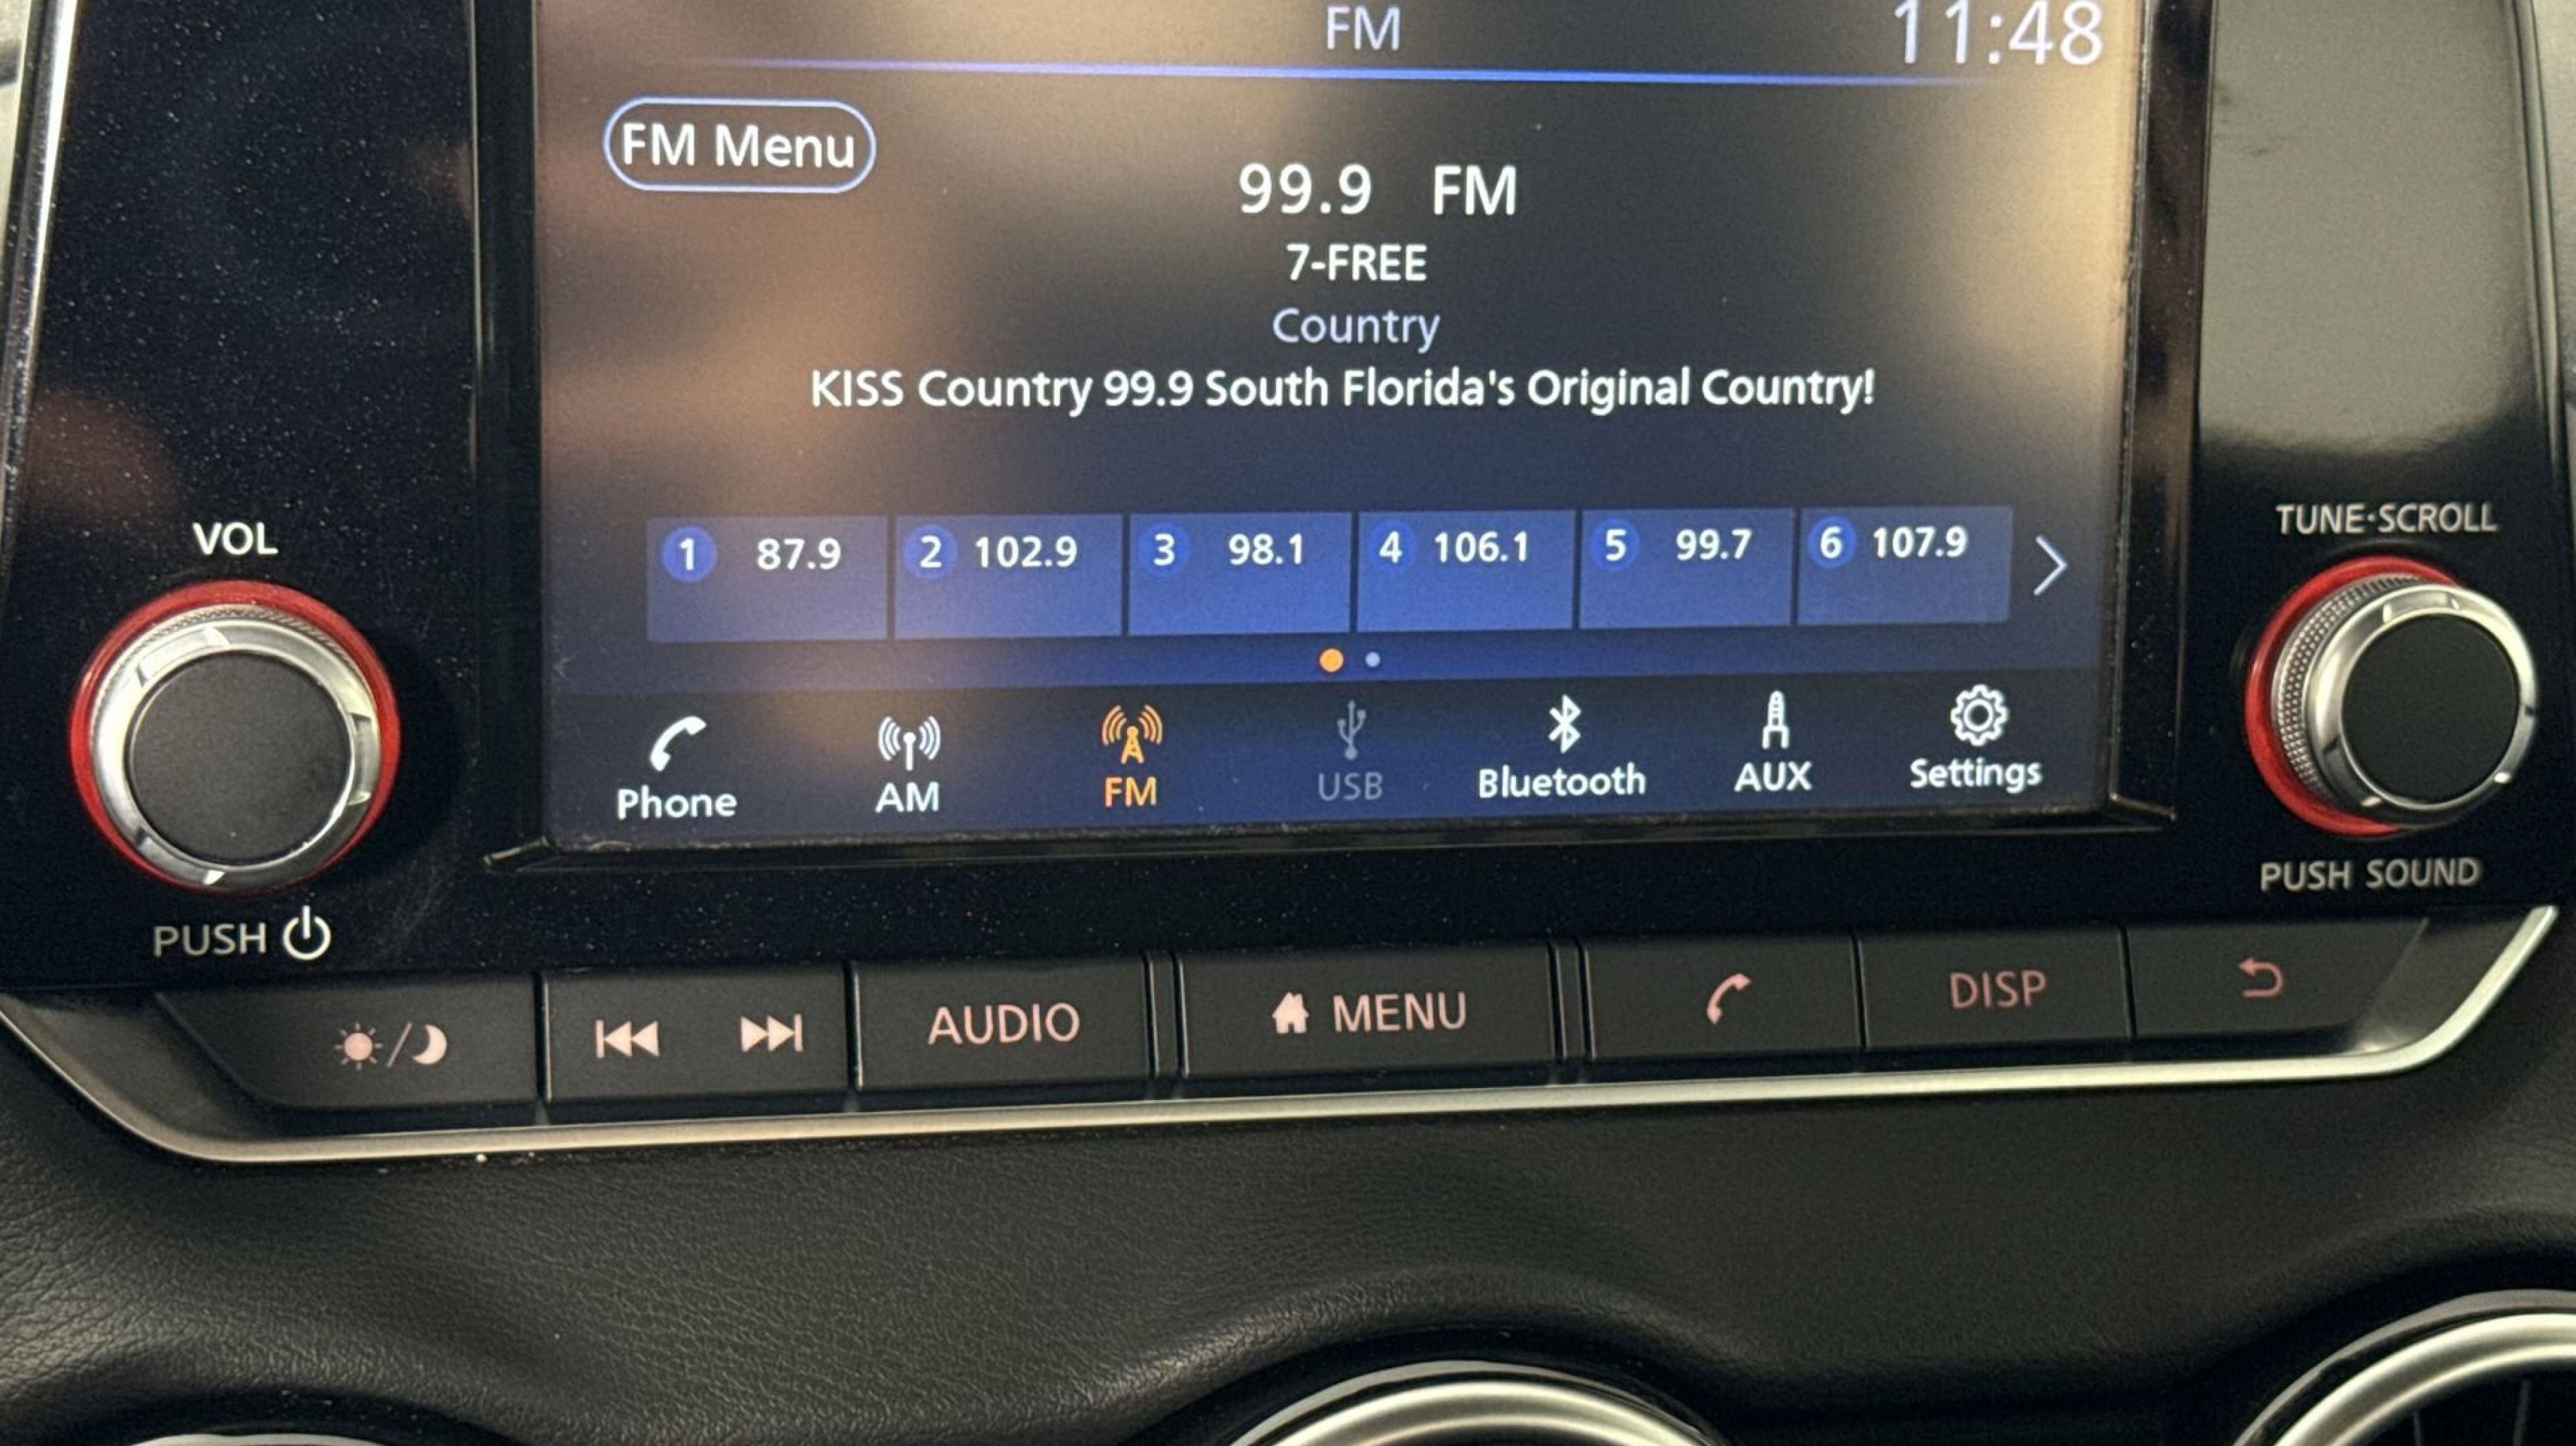 FM 11:48
FM Menu
99.9 FM
7-FREE
Country
KISS Country 99.9 South Florida's Original Country!
1 87.9 2 102.9 3 98.1 4 106.1 5 99.7 6 107.9
Phone AM FM USB Bluetooth AUX Settings
VOL
PUSH
TUNE·SCROLL
PUSH SOUND
AUDIO MENU DISP